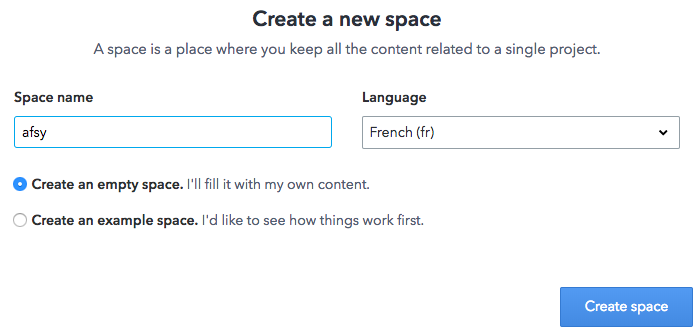 Create a new space
A space is a place where you keep all the content related to a single project.
Space name
Language
afsy
French (fr)
Create an empty space. I'll fill it with my own content.
Create an example space. I'd like to see how things work first.
Create space